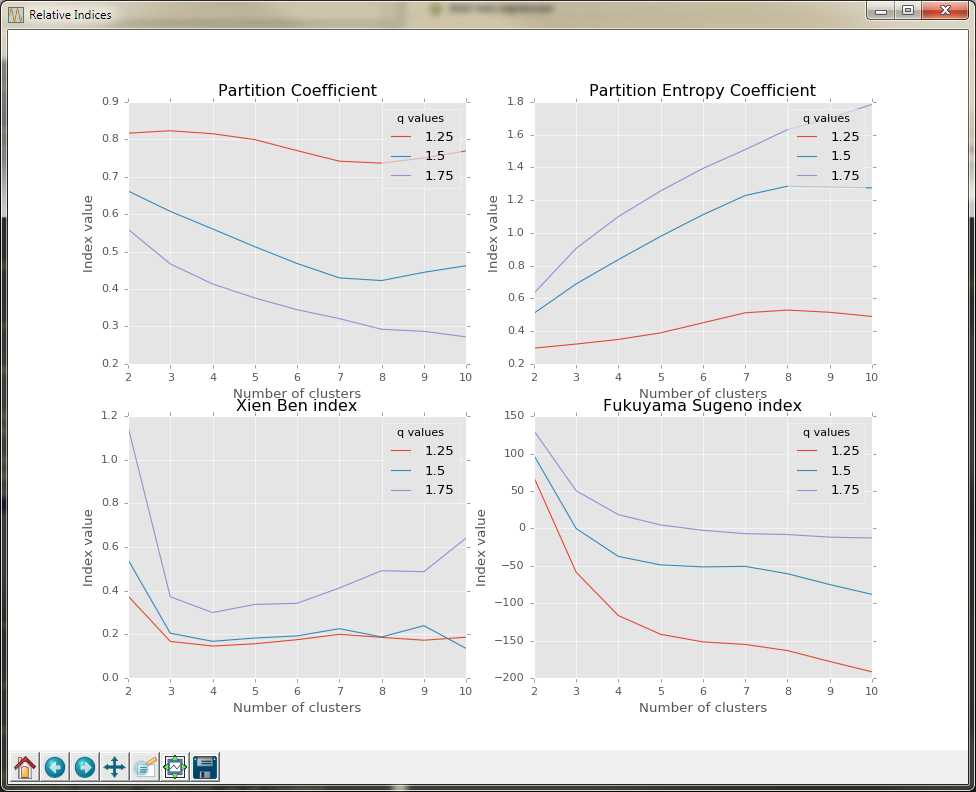 Relative Indices
Partition Coefficient
0.9
0.8
0.7
0.6
0.5
0.4
0.3
0.2
Index value
q values
1.25
1.5
1.75
2 3 4 5 6 7 8 9 10
Number of clusters
Partition Entropy Coefficient
1.8
1.6
1.4
1.2
1.0
0.8
0.6
0.4
0.2
Index value
q values
1.25
1.5
1.75
2 3 4 5 6 7 8 9 10
Number of clusters
Xien Ben index
1.2
1.0
0.8
0.6
0.4
0.2
0.0
Index value
q values
1.25
1.5
1.75
2 3 4 5 6 7 8 9 10
Number of clusters
Fukuyama Sugeno index
150
100
50
0
−50
−100
−150
−200
Index value
q values
1.25
1.5
1.75
2 3 4 5 6 7 8 9 10
Number of clusters